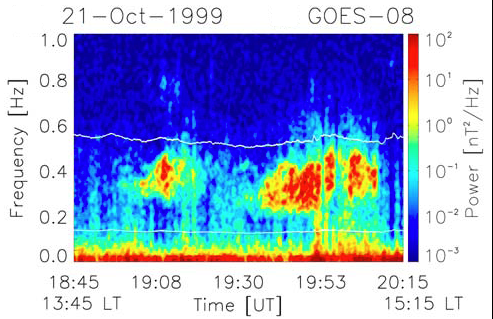 21-Oct-1999 GOES-08
Frequency [Hz]
1.0
0.8
0.6
0.4
0.2
0.0
18:45 19:08 19:30 19:53 20:15
13:45 LT Time [UT] 15:15 LT
10²
10¹
10⁰
10⁻¹
10⁻²
10⁻³
Power [nT²/Hz]